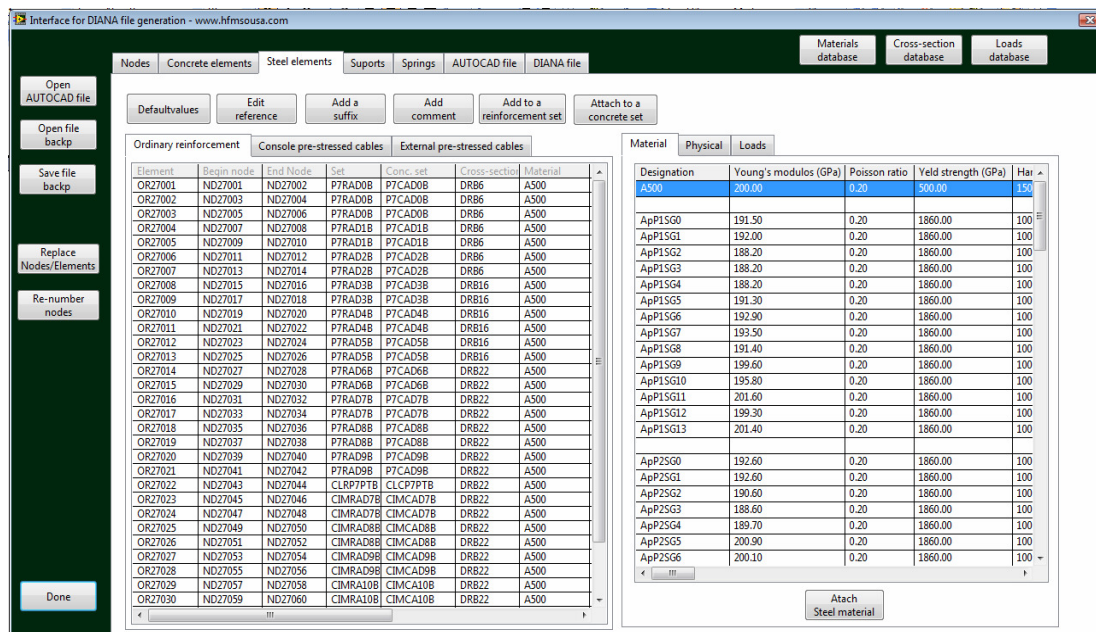 Interface for DIANA file generation - www.hfmsousa.com
Materials database
Cross-section database
Loads database
Nodes Concrete elements Steel elements Suports Springs AUTOCAD file DIANA file
Open AUTOCAD file
Open file backp
Save file backp
Replace Nodes/Elements
Re-number nodes
Done
Defaultvalues
Edit reference
Add a suffix
Add comment
Add to a reinforcement set
Attach to a concrete set
Ordinary reinforcement Console pre-stressed cables External pre-stressed cables
Element Begin node End Node Set Conc. set Cross-section Material
OR27001 ND27001 ND27002 P7RAD0B P7CAD0B DRB6 A500
OR27002 ND27003 ND27004 P7RAD0B P7CAD0B DRB6 A500
OR27003 ND27005 ND27006 P7RAD0B P7CAD0B DRB6 A500
OR27004 ND27007 ND27008 P7RAD1B P7CAD1B DRB6 A500
OR27005 ND27009 ND27010 P7RAD1B P7CAD1B DRB6 A500
OR27006 ND27011 ND27012 P7RAD2B P7CAD2B DRB6 A500
OR27007 ND27013 ND27014 P7RAD2B P7CAD2B DRB6 A500
OR27008 ND27015 ND27016 P7RAD3B P7CAD3B DRB16 A500
OR27009 ND27017 ND27018 P7RAD3B P7CAD3B DRB16 A500
OR27010 ND27019 ND27020 P7RAD4B P7CAD4B DRB16 A500
OR27011 ND27021 ND27022 P7RAD4B P7CAD4B DRB16 A500
OR27012 ND27023 ND27024 P7RAD5B P7CAD5B DRB16 A500
OR27013 ND27025 ND27026 P7RAD5B P7CAD5B DRB16 A500
OR27014 ND27027 ND27028 P7RAD6B P7CAD6B DRB22 A500
OR27015 ND27029 ND27030 P7RAD6B P7CAD6B DRB22 A500
OR27016 ND27031 ND27032 P7RAD7B P7CAD7B DRB22 A500
OR27017 ND27033 ND27034 P7RAD7B P7CAD7B DRB22 A500
OR27018 ND27035 ND27036 P7RAD8B P7CAD8B DRB22 A500
OR27019 ND27037 ND27038 P7RAD8B P7CAD8B DRB22 A500
OR27020 ND27039 ND27040 P7RAD9B P7CAD9B DRB22 A500
OR27021 ND27041 ND27042 P7RAD9B P7CAD9B DRB22 A500
OR27022 ND27043 ND27044 CLRP7PTB CLCP7PTB DRB22 A500
OR27023 ND27045 ND27046 CIMRAD7B CIMCAD7B DRB22 A500
OR27024 ND27047 ND27048 CIMRAD7B CIMCAD7B DRB22 A500
OR27025 ND27049 ND27050 CIMRAD8B CIMCAD8B DRB22 A500
OR27026 ND27051 ND27052 CIMRAD8B CIMCAD8B DRB22 A500
OR27027 ND27053 ND27054 CIMRAD9B CIMCAD9B DRB22 A500
OR27028 ND27055 ND27056 CIMRAD9B CIMCAD9B DRB22 A500
OR27029 ND27057 ND27058 CIMRA10B CIMCA10B DRB22 A500
OR27030 ND27059 ND27060 CIMRA10B CIMCA10B DRB22 A500
Material Physical Loads
Designation Young's modulos (GPa) Poisson ratio Yeld strength (GPa) Har
A500 200.00 0.20 500.00 150
ApP1SG0 191.50 0.20 1860.00 100
ApP1SG1 192.00 0.20 1860.00 100
ApP1SG2 188.20 0.20 1860.00 100
ApP1SG3 188.20 0.20 1860.00 100
ApP1SG4 188.20 0.20 1860.00 100
ApP1SG5 191.30 0.20 1860.00 100
ApP1SG6 192.90 0.20 1860.00 100
ApP1SG7 193.50 0.20 1860.00 100
ApP1SG8 191.40 0.20 1860.00 100
ApP1SG9 199.60 0.20 1860.00 100
ApP1SG10 195.80 0.20 1860.00 100
ApP1SG11 201.60 0.20 1860.00 100
ApP1SG12 199.30 0.20 1860.00 100
ApP1SG13 201.40 0.20 1860.00 100
ApP2SG0 192.60 0.20 1860.00 100
ApP2SG1 192.60 0.20 1860.00 100
ApP2SG2 190.60 0.20 1860.00 100
ApP2SG3 188.60 0.20 1860.00 100
ApP2SG4 189.70 0.20 1860.00 100
ApP2SG5 200.90 0.20 1860.00 100
ApP2SG6 200.10 0.20 1860.00 100
Atach Steel material